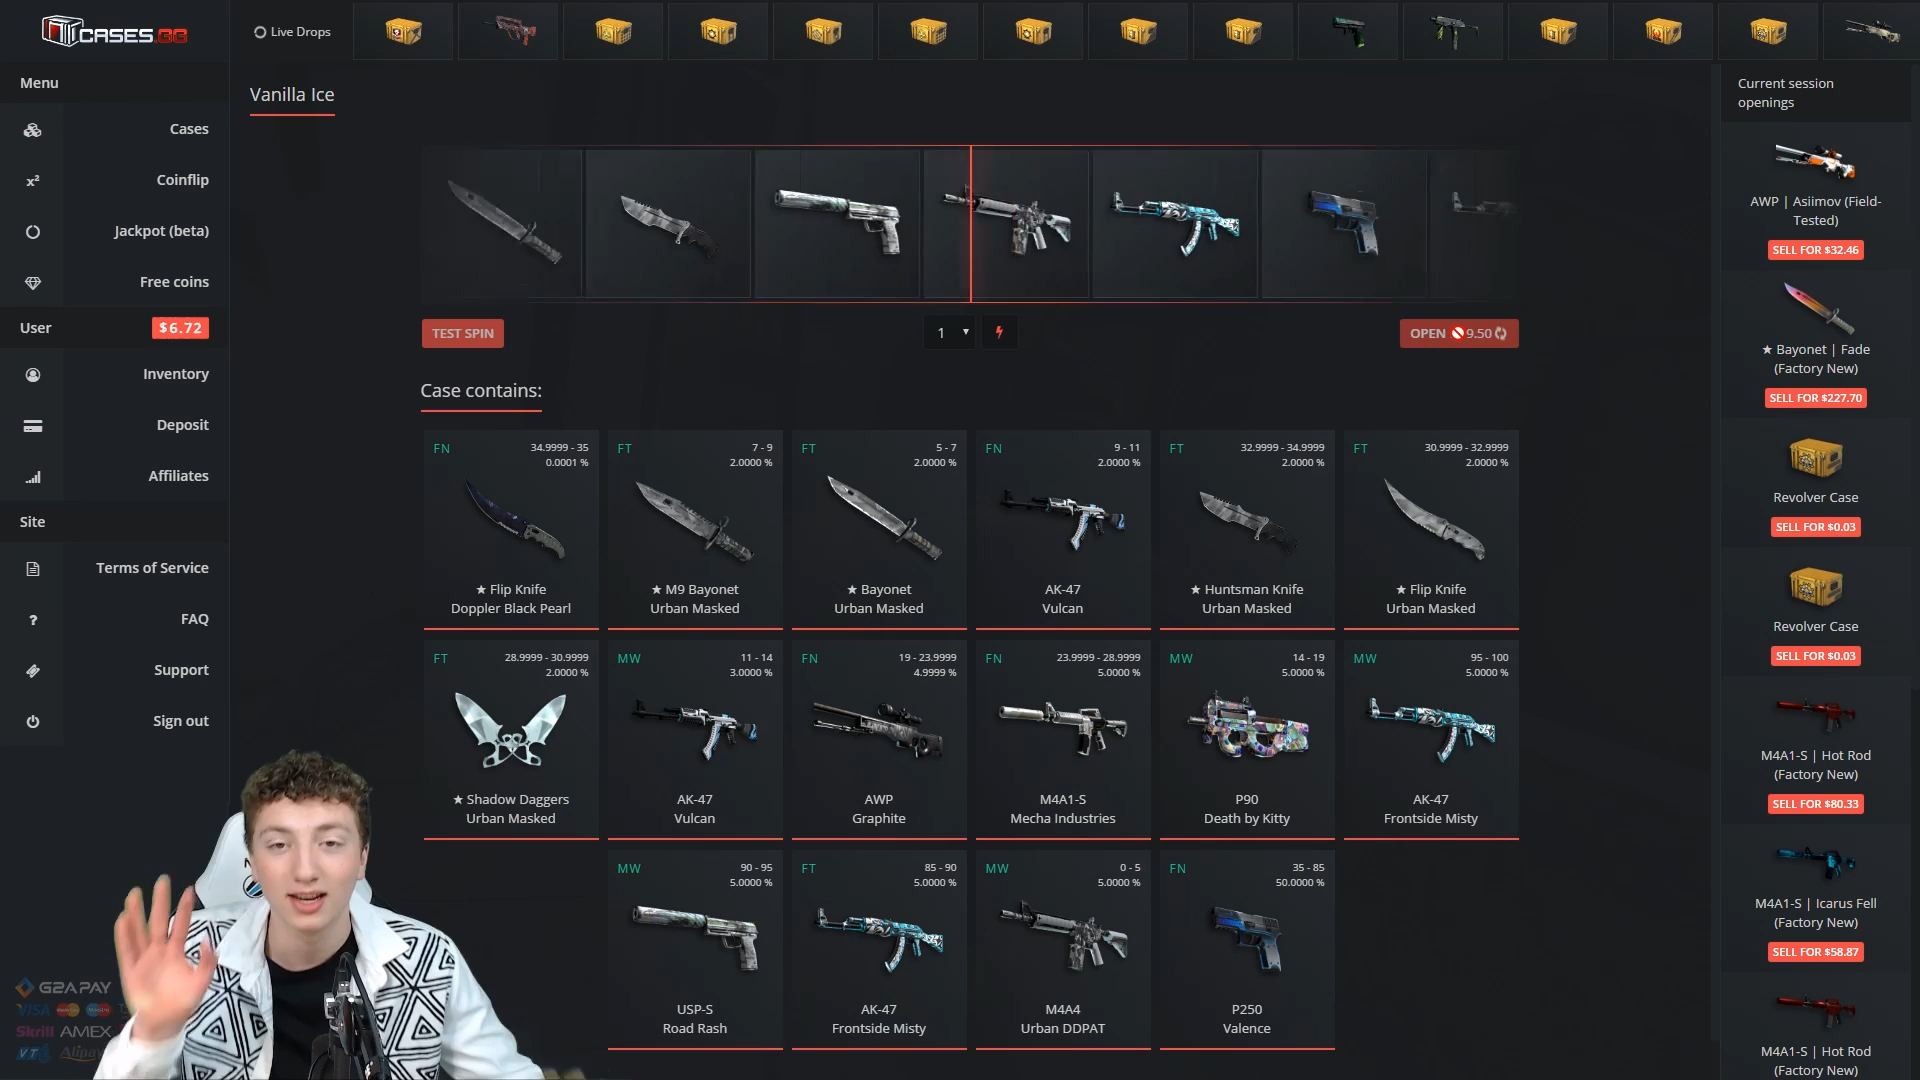 CASES.GG
Live Drops
Menu
Cases
x²
Coinflip
Jackpot (beta)
Free coins
User
$6.72
Inventory
Deposit
Affiliates
Site
Terms of Service
?
FAQ
Support
Sign out
G2A PAY
VISA
Skrill AMEX
Vanilla Ice
TEST SPIN
1
OPEN 9.50
Case contains:
FN
34.9999 - 35
0.0001 %
★ Flip Knife
Doppler Black Pearl
FT
7 - 9
2.0000 %
★ M9 Bayonet
Urban Masked
FT
5 - 7
2.0000 %
★ Bayonet
Urban Masked
FN
9 - 11
2.0000 %
AK-47
Vulcan
FT
32.9999 - 34.9999
2.0000 %
★ Huntsman Knife
Urban Masked
FT
30.9999 - 32.9999
2.0000 %
★ Flip Knife
Urban Masked
FT
28.9999 - 30.9999
2.0000 %
★ Shadow Daggers
Urban Masked
MW
11 - 14
3.0000 %
AK-47
Vulcan
FN
19 - 23.9999
4.9999 %
AWP
Graphite
FN
23.9999 - 28.9999
5.0000 %
M4A1-S
Mecha Industries
MW
14 - 19
5.0000 %
P90
Death by Kitty
MW
95 - 100
5.0000 %
AK-47
Frontside Misty
MW
90 - 95
5.0000 %
USP-S
Road Rash
FT
85 - 90
5.0000 %
AK-47
Frontside Misty
MW
0 - 5
5.0000 %
M4A4
Urban DDPAT
FN
35 - 85
50.0000 %
P250
Valence
Current session
openings
AWP | Asiimov (Field-
Tested)
SELL FOR $32.46
★ Bayonet | Fade
(Factory New)
SELL FOR $227.70
Revolver Case
SELL FOR $0.03
Revolver Case
SELL FOR $0.03
M4A1-S | Hot Rod
(Factory New)
SELL FOR $80.33
M4A1-S | Icarus Fell
(Factory New)
SELL FOR $58.87
M4A1-S | Hot Rod
(Factory New)